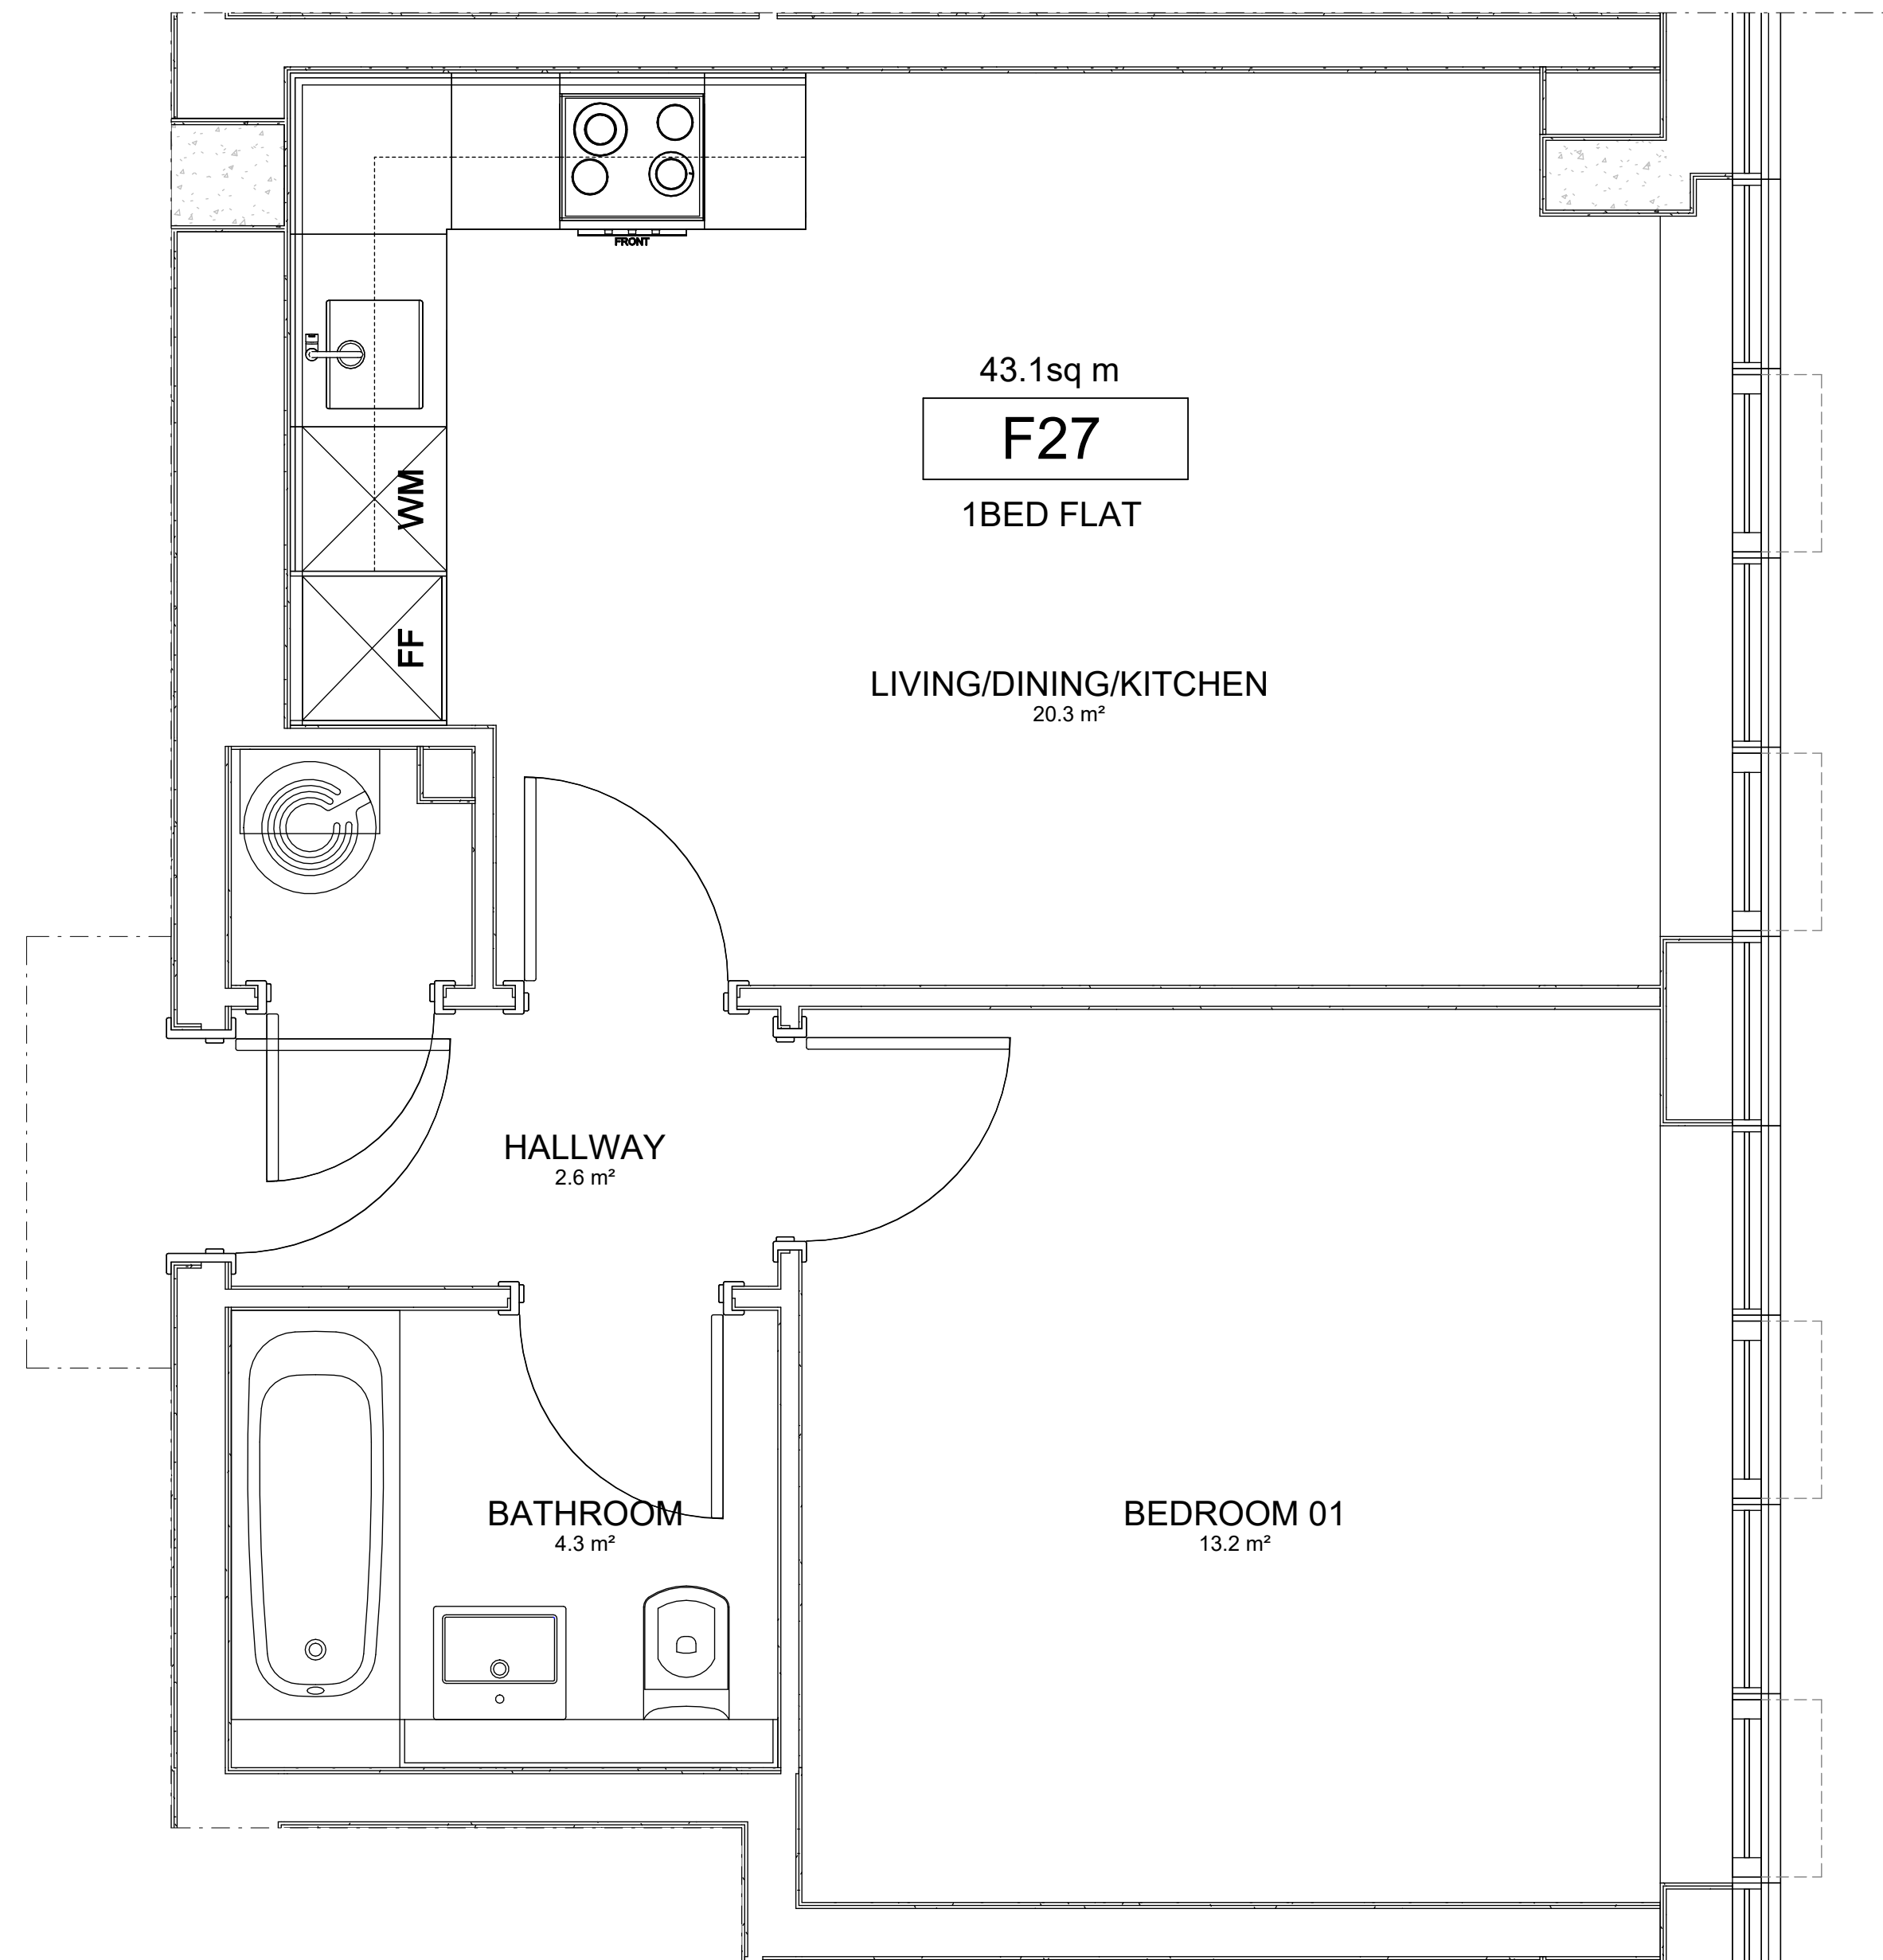 FRONT
43.1sq m
F27
1BED FLAT
WM
FF
LIVING/DINING/KITCHEN
20.3 m²
HALLWAY
2.6 m²
BATHROOM
4.3 m²
BEDROOM 01
13.2 m²